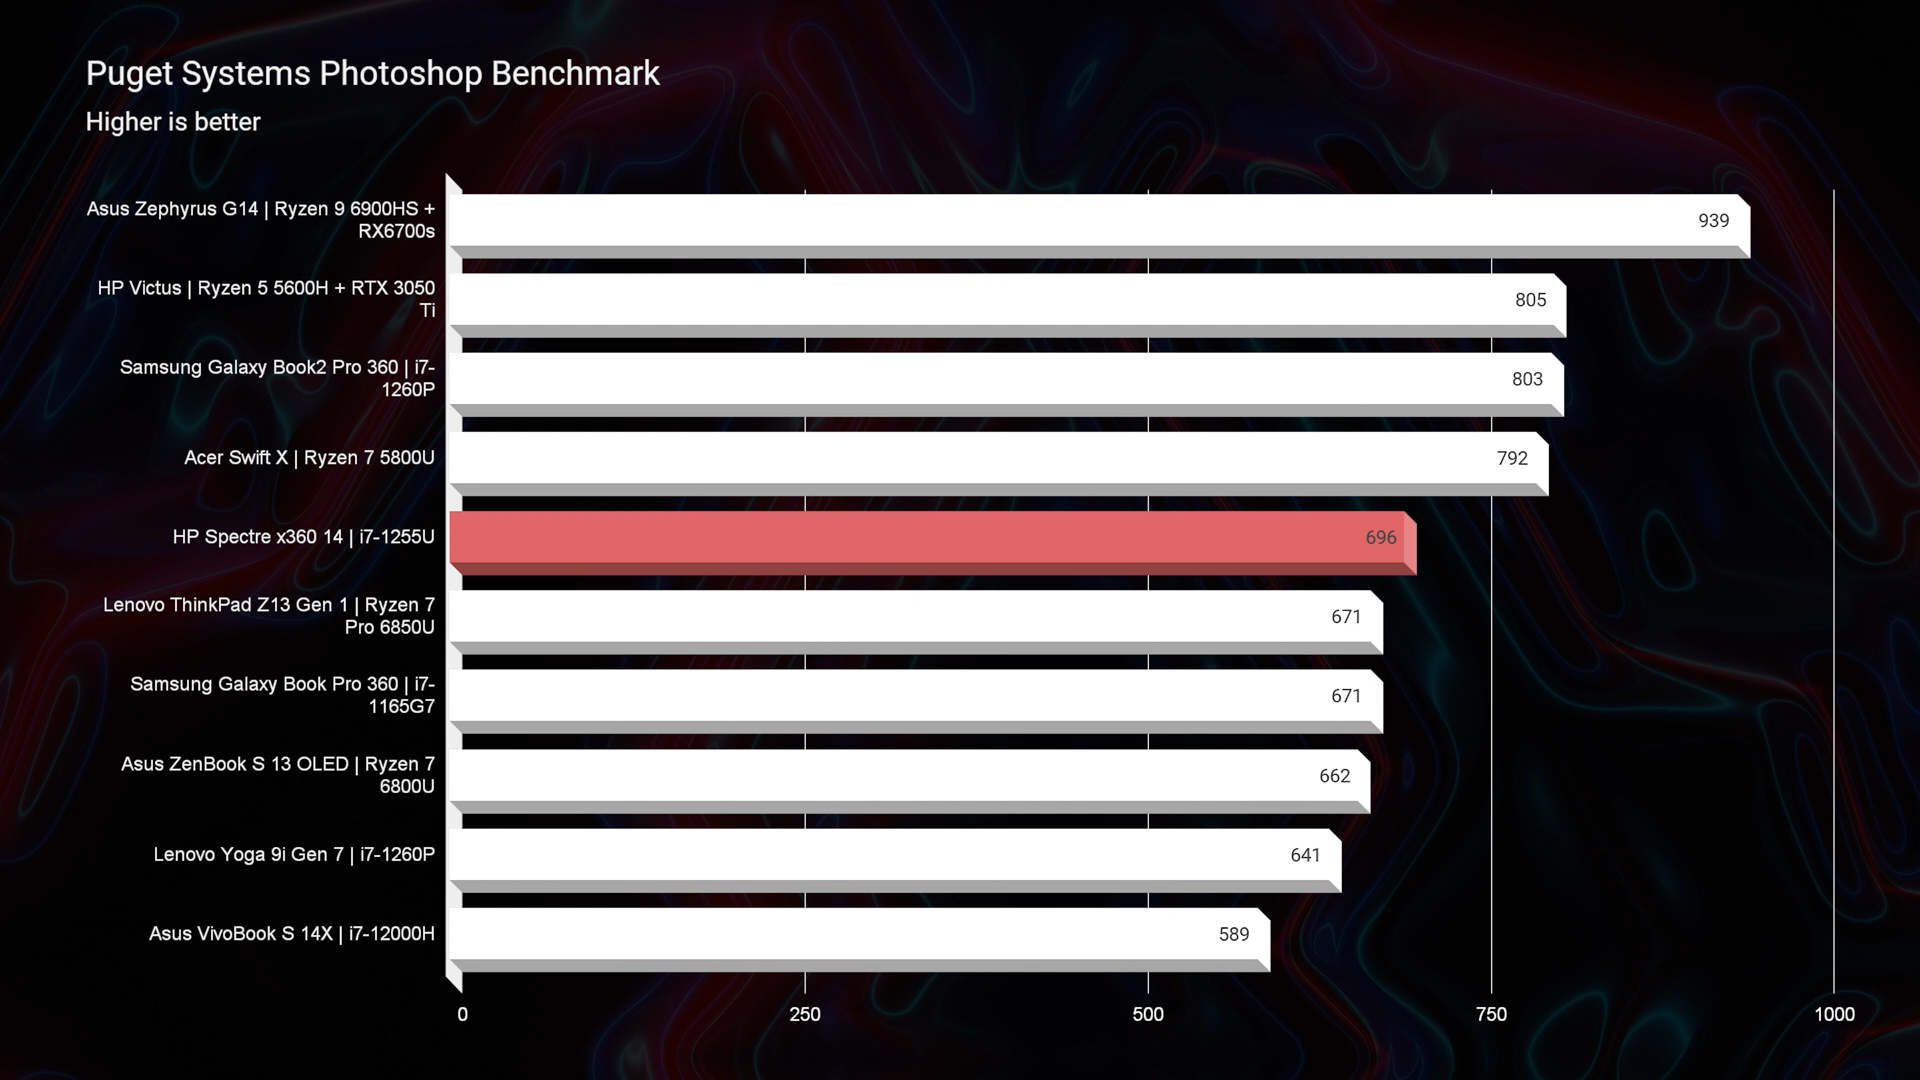 Puget Systems Photoshop Benchmark
Higher is better
Asus Zephyrus G14 | Ryzen 9 6900HS +
RX6700s
939
HP Victus | Ryzen 5 5600H + RTX 3050
Ti
805
Samsung Galaxy Book2 Pro 360 | i7-
1260P
803
Acer Swift X | Ryzen 7 5800U
792
HP Spectre x360 14 | i7-1255U
696
Lenovo ThinkPad Z13 Gen 1 | Ryzen 7
Pro 6850U
671
Samsung Galaxy Book Pro 360 | i7-
1165G7
671
Asus ZenBook S 13 OLED | Ryzen 7
6800U
662
Lenovo Yoga 9i Gen 7 | i7-1260P
641
Asus VivoBook S 14X | i7-12000H
589
0 250 500 750 1000